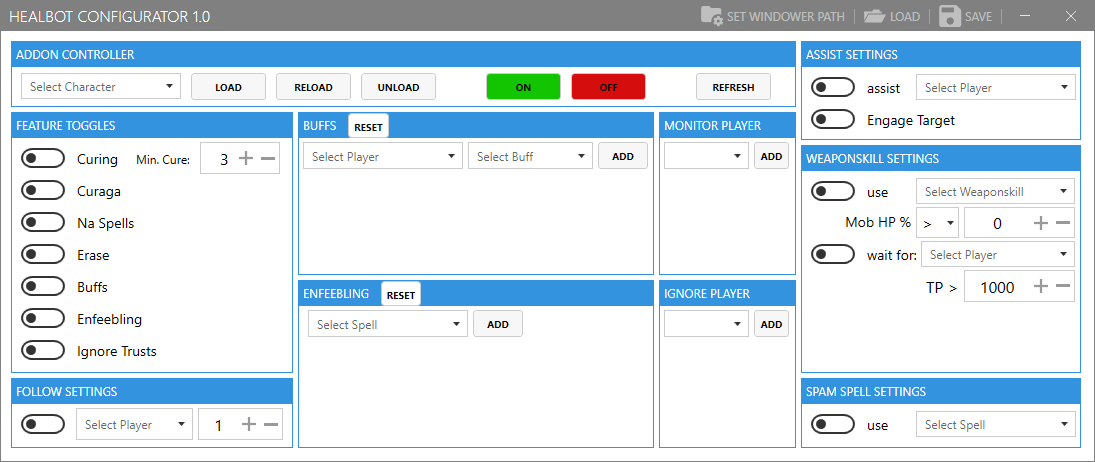 HEALBOT CONFIGURATOR 1.0
SET WINDOWER PATH
LOAD
SAVE
ADDON CONTROLLER
Select Character
LOAD
RELOAD
UNLOAD
ON
OFF
REFRESH
FEATURE TOGGLES
Curing Min. Cure: 3
Curaga
Na Spells
Erase
Buffs
Enfeebling
Ignore Trusts
FOLLOW SETTINGS
Select Player 1
BUFFS RESET
Select Player Select Buff ADD
ENFEEBLING RESET
Select Spell ADD
MONITOR PLAYER
ADD
IGNORE PLAYER
ADD
ASSIST SETTINGS
assist Select Player
Engage Target
WEAPONSKILL SETTINGS
use Select Weaponskill
Mob HP % > 0
wait for: Select Player
TP > 1000
SPAM SPELL SETTINGS
use Select Spell